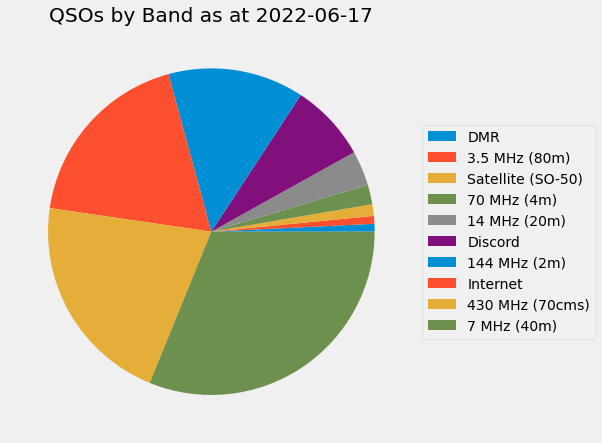 QSOs by Band as at 2022-06-17
DMR
3.5 MHz (80m)
Satellite (SO-50)
70 MHz (4m)
14 MHz (20m)
Discord
144 MHz (2m)
Internet
430 MHz (70cms)
7 MHz (40m)